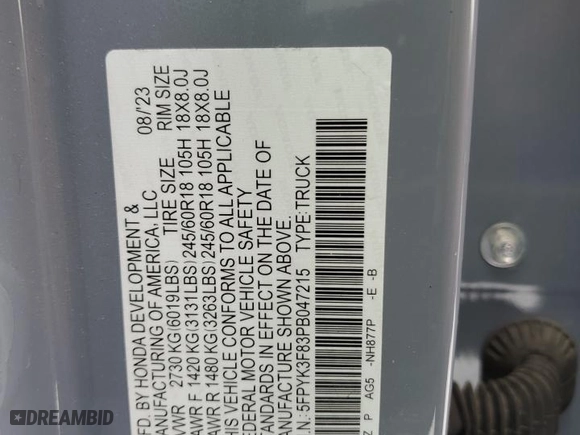 MFD. BY HONDA DEVELOPMENT & 08/'23
MANUFACTURING OF AMERICA, LLC
TIRE SIZE RIM SIZE
GVWR 2730 KG(6019LBS)
GAWR F 1420 KG(3131LBS) 245/60R18 105H 18X8.0J
GAWR R 1480 KG(3263LBS) 245/60R18 105H 18X8.0J
THIS VEHICLE CONFORMS TO ALL APPLICABLE
FEDERAL MOTOR VEHICLE SAFETY
STANDARDS IN EFFECT ON THE DATE OF
MANUFACTURE SHOWN ABOVE.
V.I.N.: 5FPYK3F83PB047215 TYPE: TRUCK
Z P AG5 -NH877P -E -B
DREAMBID